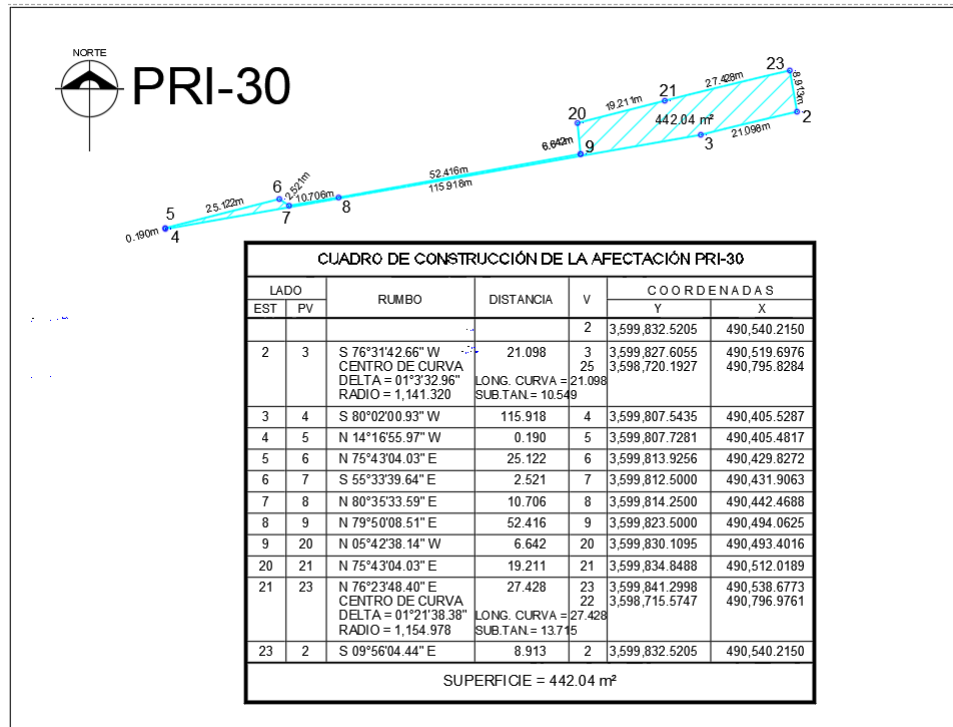 NORTE
PRI-30
23
27.428m
8.913m
21
19.211m
20
442.04 m²
2
21.098m
3
6.642m
9
52.416m
115.918m
6
2.521m
25.122m
10.706m
8
7
5
0.190m
4
CUADRO DE CONSTRUCCIÓN DE LA AFECTACIÓN PRI-30
LADO RUMBO DISTANCIA V COORDENADAS
EST PV Y X
2 3,599,832.5205 490,540.2150
2 3 S 76°31'42.66" W 21.098 3 3,599,827.6055 490,519.6976
CENTRO DE CURVA 25 3,598,720.1927 490,795.8284
DELTA = 01°3'32.96" LONG. CURVA = 21.098
RADIO = 1,141.320 SUB.TAN.= 10.549
3 4 S 80°02'00.93" W 115.918 4 3,599,807.5435 490,405.5287
4 5 N 14°16'55.97" W 0.190 5 3,599,807.7281 490,405.4817
5 6 N 75°43'04.03" E 25.122 6 3,599,813.9256 490,429.8272
6 7 S 55°33'39.64" E 2.521 7 3,599,812.5000 490,431.9063
7 8 N 80°35'33.59" E 10.706 8 3,599,814.2500 490,442.4688
8 9 N 79°50'08.51" E 52.416 9 3,599,823.5000 490,494.0625
9 20 N 05°42'38.14" W 6.642 20 3,599,830.1095 490,493.4016
20 21 N 75°43'04.03" E 19.211 21 3,599,834.8488 490,512.0189
21 23 N 76°23'48.40" E 27.428 23 3,599,841.2998 490,538.6773
CENTRO DE CURVA 22 3,598,715.5747 490,796.9761
DELTA = 01°21'38.38" LONG. CURVA = 27.428
RADIO = 1,154.978 SUB.TAN.= 13.715
23 2 S 09°56'04.44" E 8.913 2 3,599,832.5205 490,540.2150
SUPERFICIE = 442.04 m²